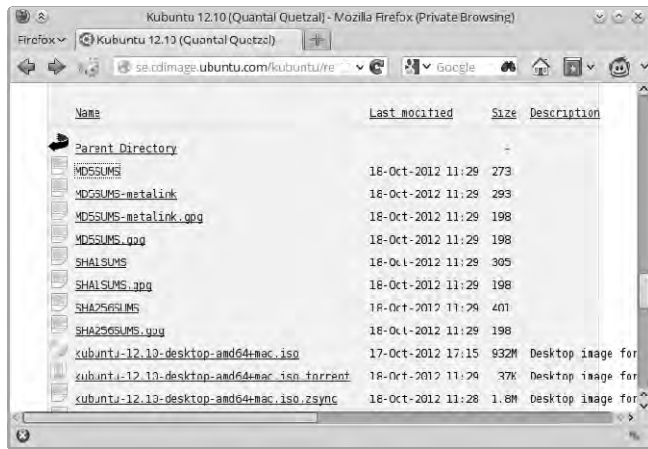 Kubuntu 12.10 (Quantal Quetzal) - Mozilla Firefox (Private Browsing)
Firefox
Kubuntu 12.10 (Quantal Quetzal)
se.cdimage.ubuntu.com/kubuntu/re
Google
Name Last modified Size Description
Parent Directory -
MD5SUMS 18-Oct-2012 11:29 273
MD5SUMS-metalink 18-Oct-2012 11:29 293
MD5SUMS-metalink.gpg 18-Oct-2012 11:29 198
MD5SUMS.gpg 18-Oct-2012 11:29 198
SHA1SUMS 18-Oct-2012 11:29 305
SHA1SUMS.gpg 18-Oct-2012 11:29 198
SHA256SUMS 18-Oct-2012 11:29 401
SHA256SUMS.gpg 18-Oct-2012 11:29 198
kubuntu-12.10-desktop-amd64+mac.iso 17-Oct-2012 17:15 932M Desktop image for
kubuntu-12.10-desktop-amd64+mac.iso.torrent 18-Oct-2012 11:29 37K Desktop image for
kubuntu-12.10-desktop-amd64+mac.iso.zsync 18-Oct-2012 11:28 1.8M Desktop image for